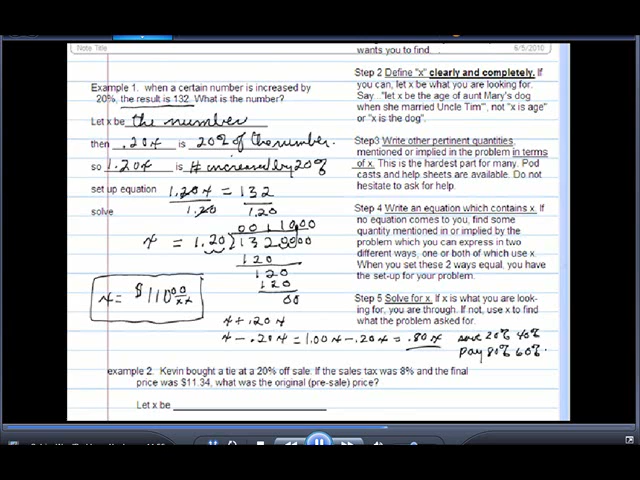 Note Title
6/5/2010
wants you to find.
Example 1. when a certain number is increased by
20%, the result is 132. What is the number?
Let x be the number
then .20x is 20% of the number.
so 1.20x is # increased by 20%
set up equation 1.20x = 132
1.20 1.20
solve
001 1000
x = 1.20 132 0000
120
120
120
00
x = $110 00/xx
x + .20x
x - .20x = 1.00x - .20x = .80x save 20% 40%
pay 80% 60%
example 2. Kevin bought a tie at a 20% off sale. If the sales tax was 8% and the final
price was $11.34, what was the original (pre-sale) price?
Let x be
Step 2 Define "x" clearly and completely. If
you can, let x be what you are looking for.
Say.. "let x be the age of aunt Mary's dog
when she married Uncle Tim", not "x is age"
or "x is the dog".
Step3 Write other pertinent quantities,
mentioned or implied in the problem in terms
of x. This is the hardest part for many. Pod
casts and help sheets are available. Do not
hesitate to ask for help.
Step 4 Write an equation which contains x. If
no equation comes to you, find some
quantity mentioned in or implied by the
problem which you can express in two
different ways, one or both of which use x.
When you set these 2 ways equal, you have
the set-up for your problem.
Step 5 Solve for x. If x is what you are look-
ing for, you are through. If not, use x to find
what the problem asked for.